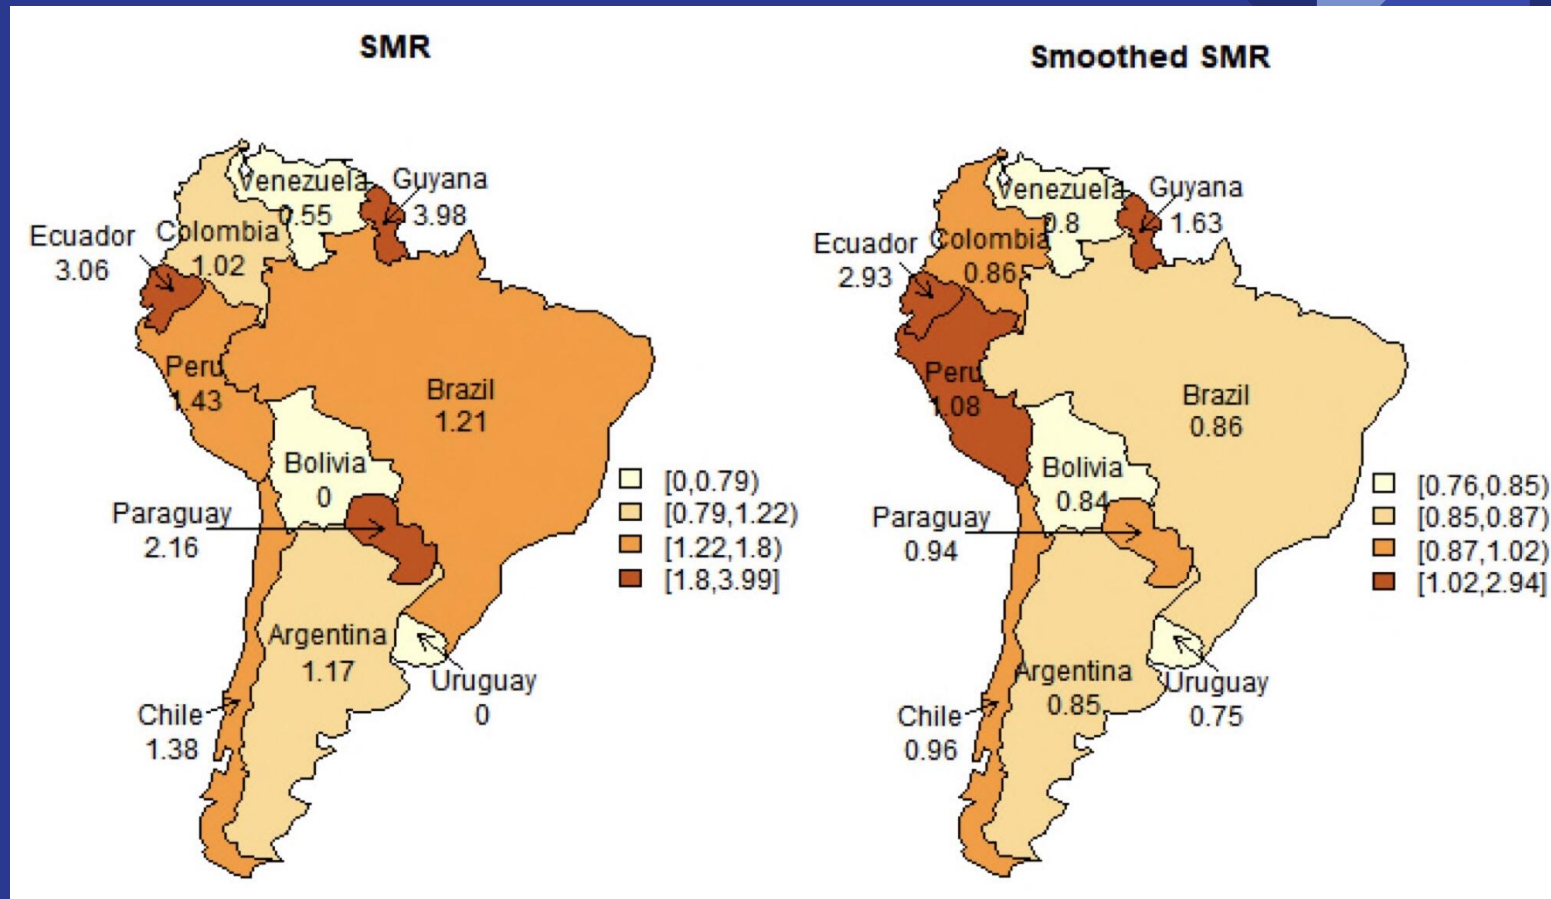 SMR
Venezuela
0.55
Guyana
3.98
Ecuador
3.06
Colombia
1.02
Peru
1.43
Brazil
1.21
Bolivia
0
Paraguay
2.16
Argentina
1.17
Uruguay
0
Chile
1.38
[0,0.79)
[0.79,1.22)
[1.22,1.8)
[1.8,3.99]
Smoothed SMR
Venezuela
0.8
Guyana
1.63
Ecuador
2.93
Colombia
0.86
Peru
1.08
Brazil
0.86
Bolivia
0.84
Paraguay
0.94
Argentina
0.85
Uruguay
0.75
Chile
0.96
[0.76,0.85)
[0.85,0.87)
[0.87,1.02)
[1.02,2.94]